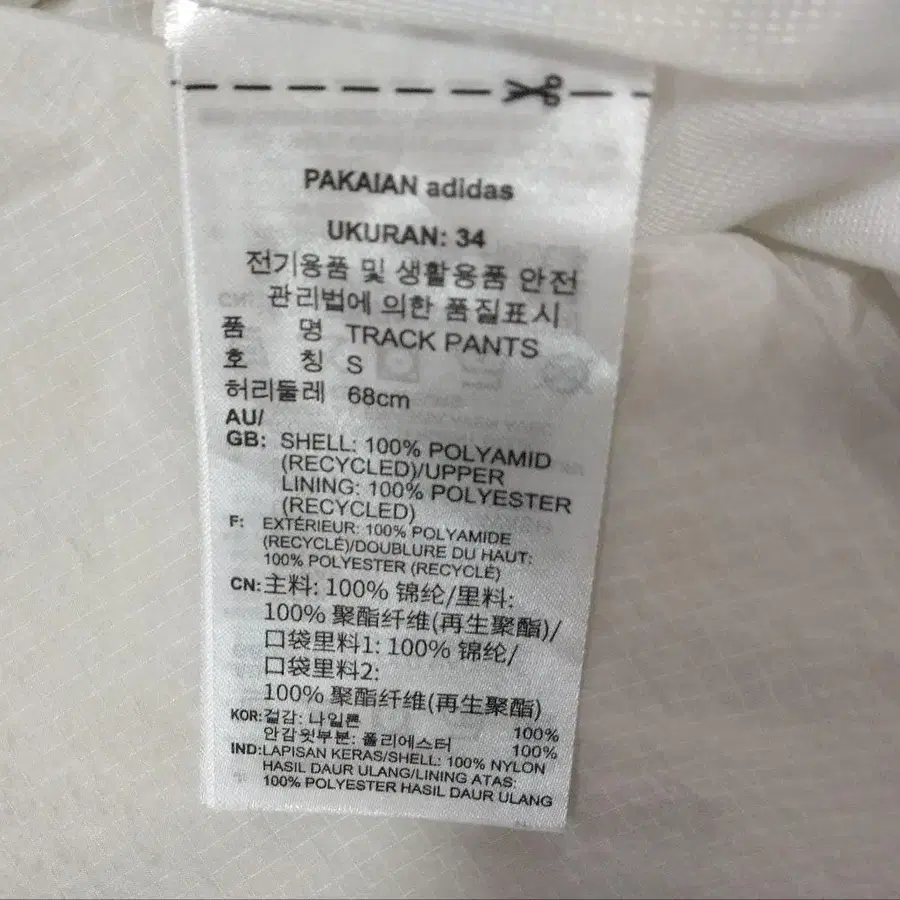 PAKAIAN adidas
UKURAN: 34
전기용품 및 생활용품 안전
관리법에 의한 품질표시
품 명 TRACK PANTS
호 칭 S
허리둘레 68cm
AU/
GB: SHELL: 100% POLYAMID
(RECYCLED)/UPPER
LINING: 100% POLYESTER
(RECYCLED)
F: EXTÉRIEUR: 100% POLYAMIDE
(RECYCLÉ)/DOUBLURE DU HAUT:
100% POLYESTER (RECYCLÉ)
CN: 主料: 100% 锦纶/里料:
100% 聚酯纤维(再生聚酯)/
口袋里料1: 100% 锦纶/
口袋里料2:
100% 聚酯纤维(再生聚酯)
KOR: 겉감: 나일론 100%
안감윗부분: 폴리에스터 100%
IND: LAPISAN KERAS/SHELL: 100% NYLON
HASIL DAUR ULANG/LINING ATAS:
100% POLYESTER HASIL DAUR ULANG